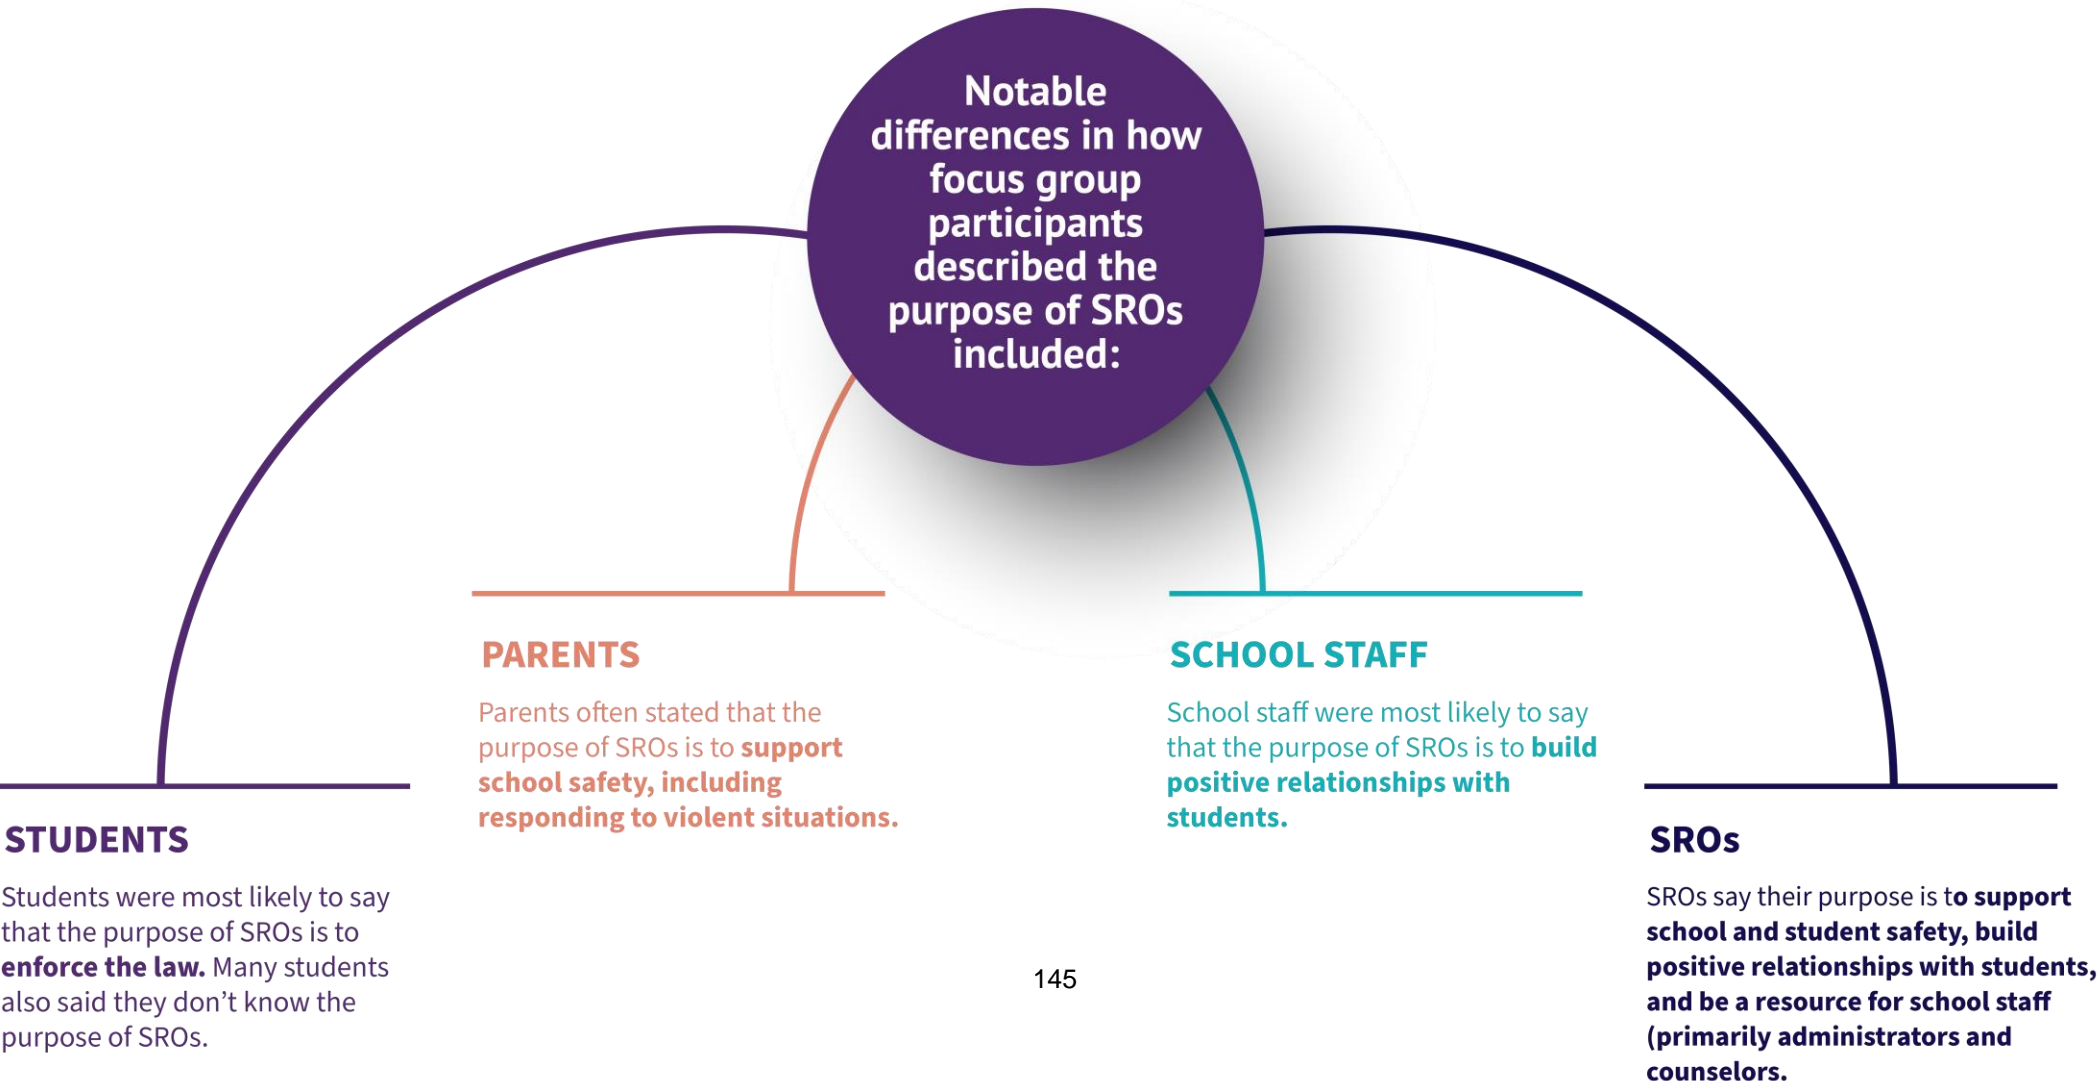 Notable
differences in how
focus group
participants
described the
purpose of SROs
included:
PARENTS
Parents often stated that the
purpose of SROs is to support
school safety, including
responding to violent situations.
SCHOOL STAFF
School staff were most likely to say
that the purpose of SROs is to build
positive relationships with
students.
STUDENTS
Students were most likely to say
that the purpose of SROs is to
enforce the law. Many students
also said they don’t know the
purpose of SROs.
SROs
SROs say their purpose is to support
school and student safety, build
positive relationships with students,
and be a resource for school staff
(primarily administrators and
counselors.
145